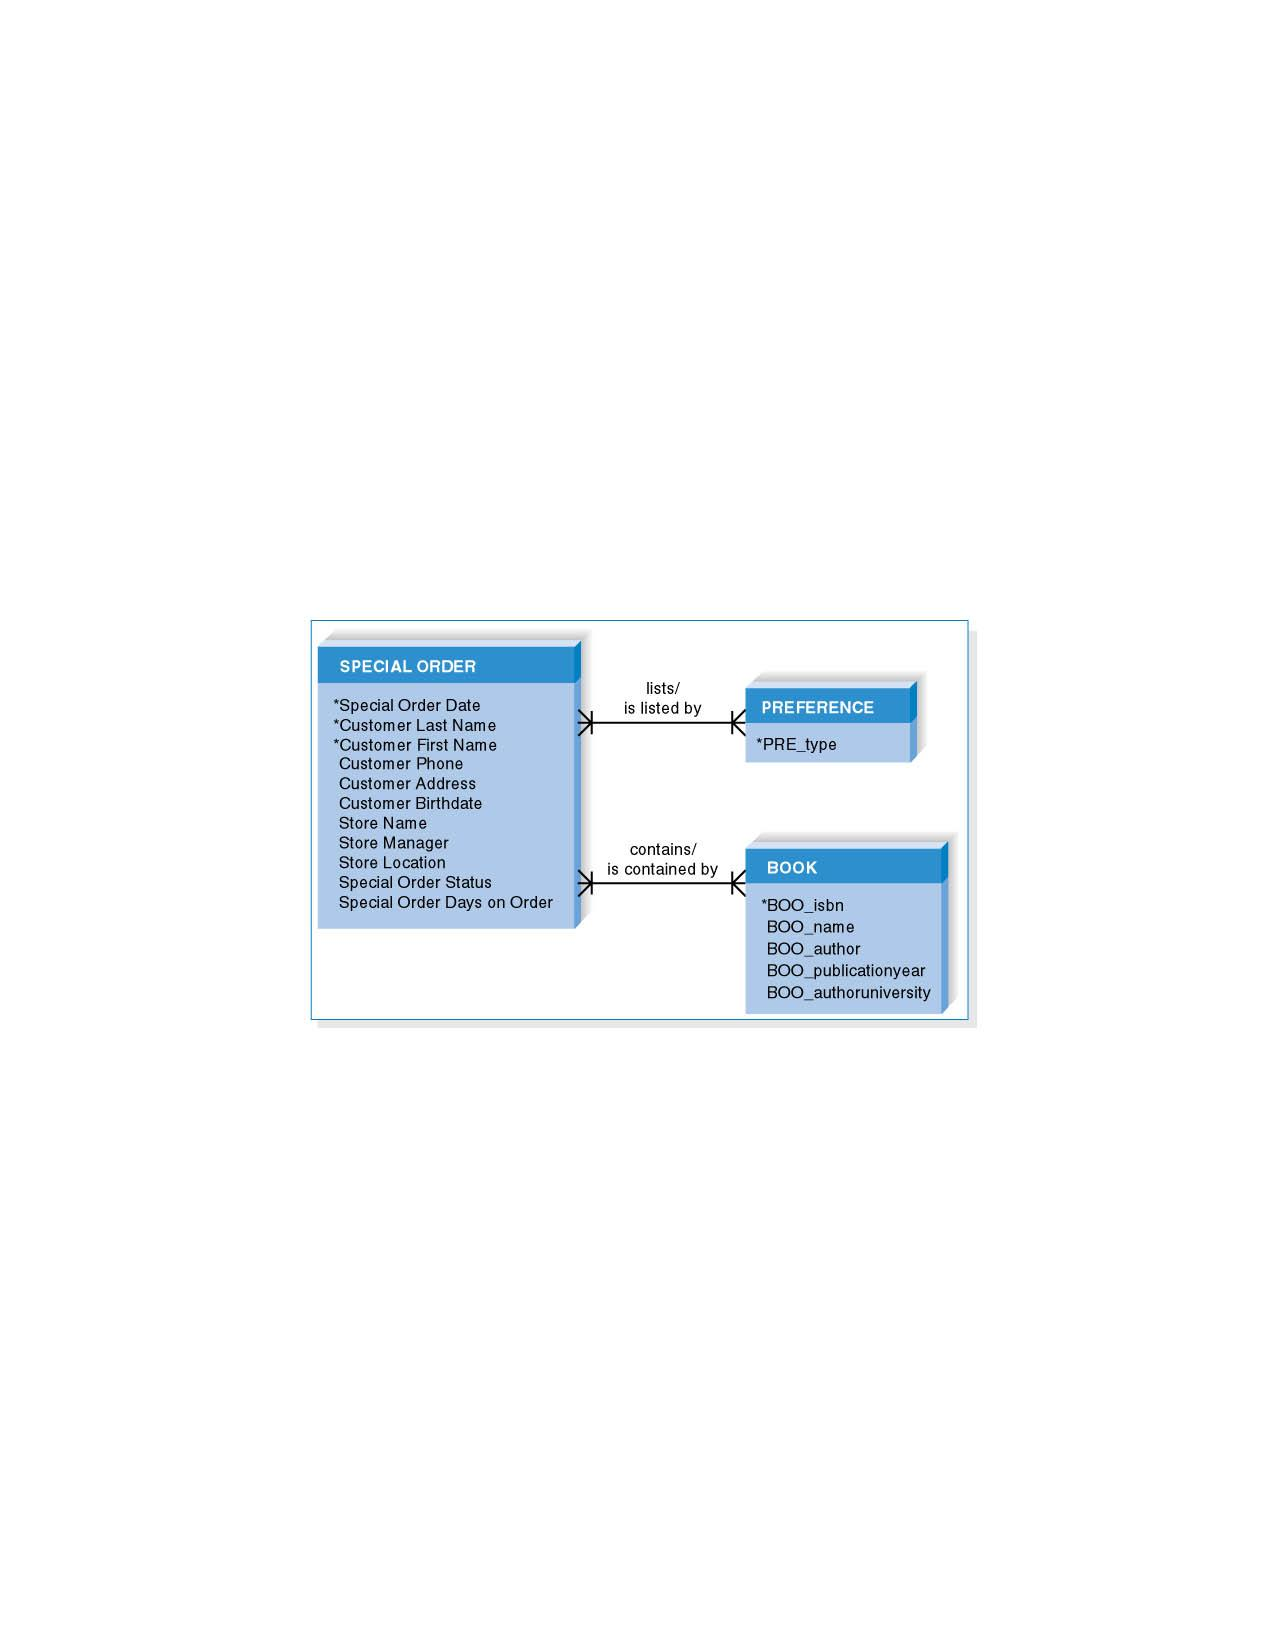 SPECIAL ORDER
*Special Order Date
*Customer Last Name
*Customer First Name
Customer Phone
Customer Address
Customer Birthdate
Store Name
Store Manager
Store Location
Special Order Status
Special Order Days on Order
lists/
is listed by
PREFERENCE
*PRE_type
contains/
is contained by
BOOK
*BOO_isbn
BOO_name
BOO_author
BOO_publicationyear
BOO_authoruniversity